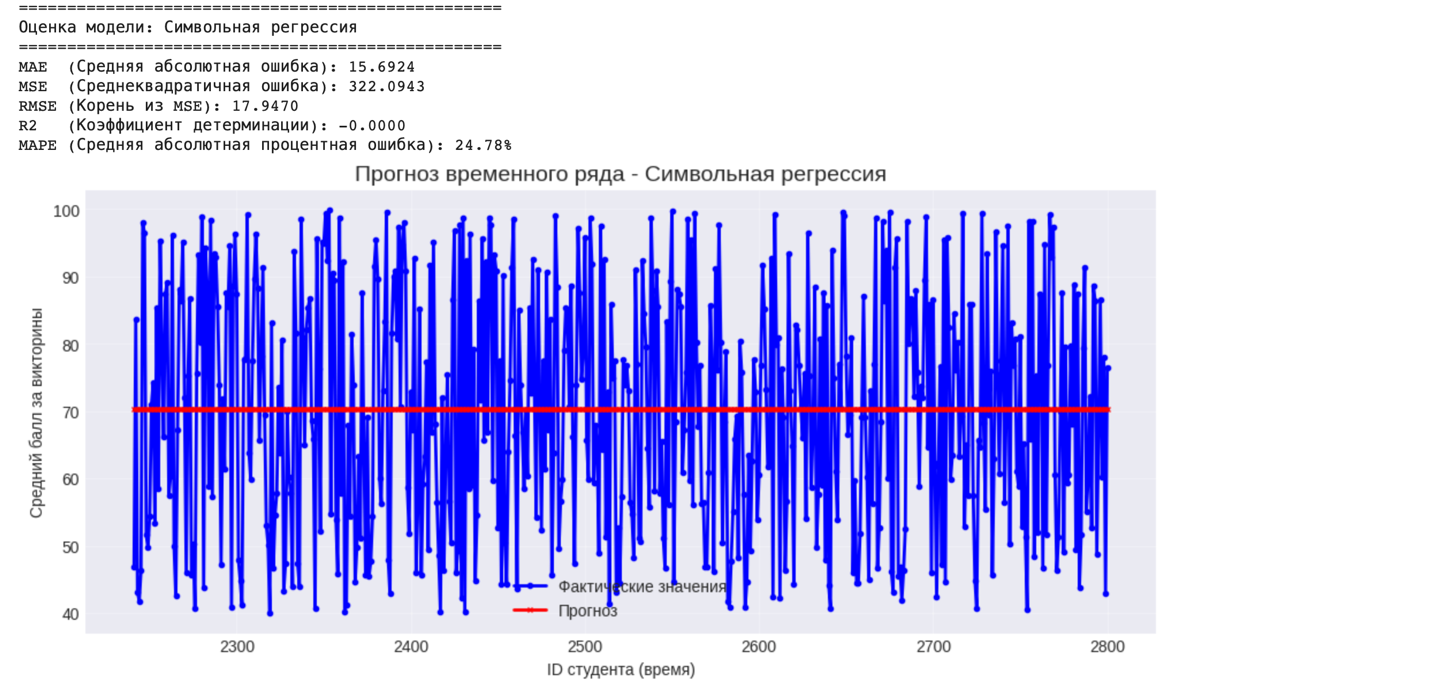 ==================================================
Оценка модели: Символьная регрессия
==================================================
MAE  (Средняя абсолютная ошибка): 15.6924
MSE  (Среднеквадратичная ошибка): 322.0943
RMSE (Корень из MSE): 17.9470
R2   (Коэффициент детерминации): -0.0000
MAPE (Средняя абсолютная процентная ошибка): 24.78%
Прогноз временного ряда - Символьная регрессия
Средний балл за викторины
100
90
80
70
60
50
40
Фактические значения
Прогноз
2300 2400 2500 2600 2700 2800
ID студента (время)